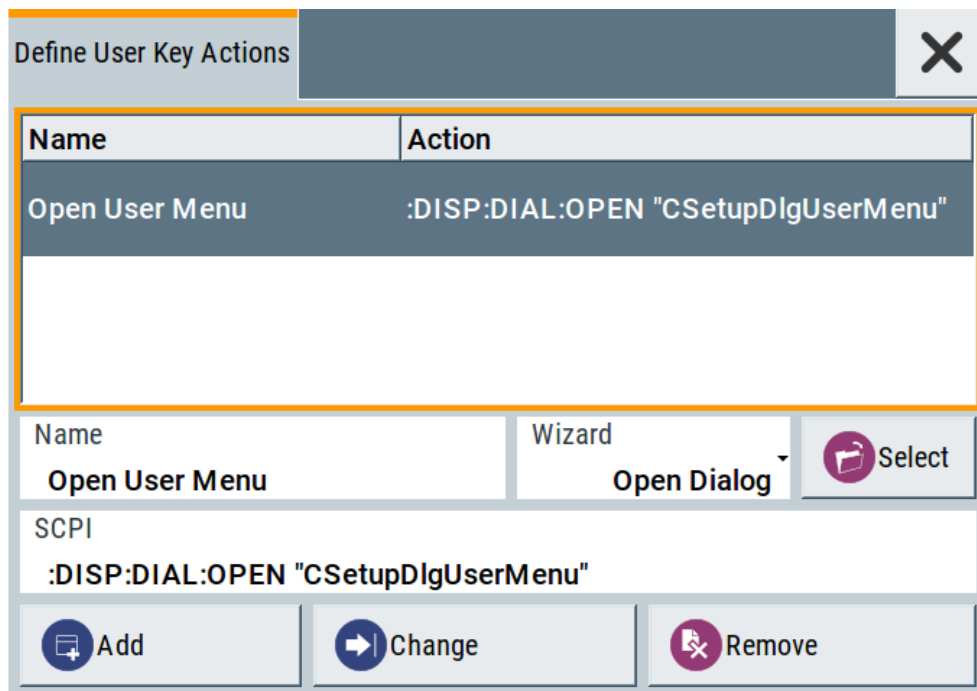 Define User Key Actions
Name Action
Open User Menu :DISP:DIAL:OPEN "CSetupDlgUserMenu"
Name Wizard
Open User Menu Open Dialog Select
SCPI
:DISP:DIAL:OPEN "CSetupDlgUserMenu"
Add Change Remove